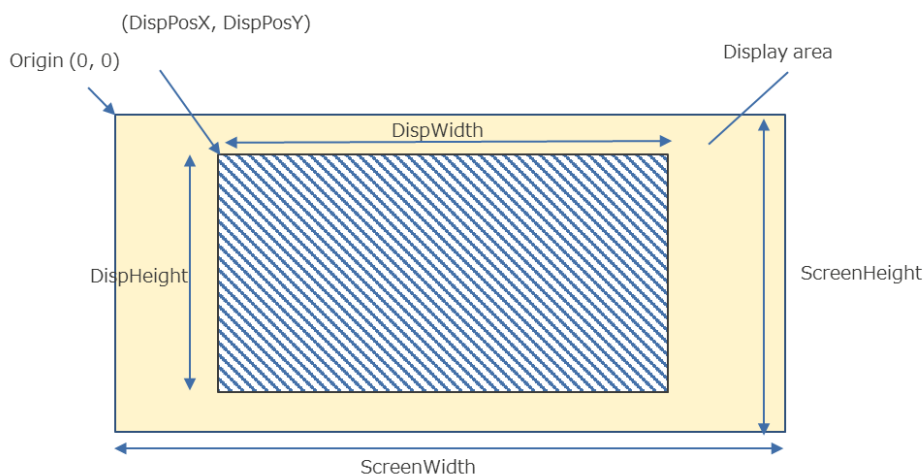 (DispPosX, DispPosY)
Origin (0, 0)
Display area
DispWidth
DispHeight
ScreenHeight
ScreenWidth